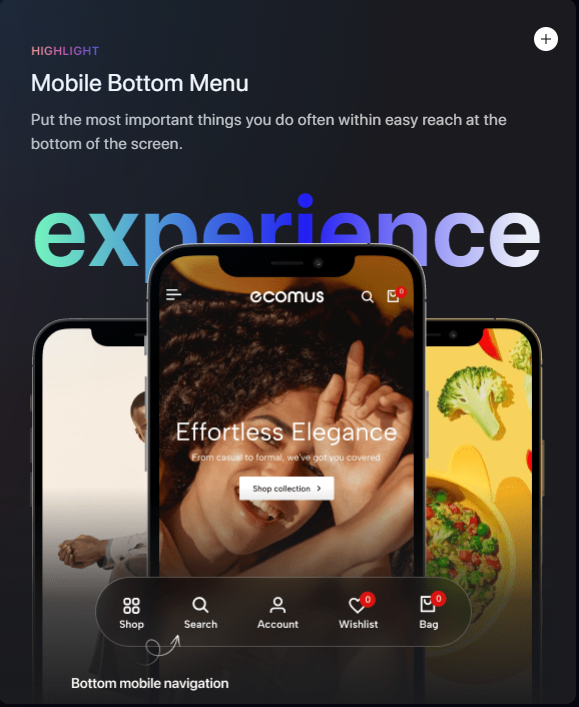 HIGHLIGHT
Mobile Bottom Menu
Put the most important things you do often within easy reach at the
bottom of the screen.
experience
ecomus
0
Effortless Elegance
From casual to formal, we've got you covered
Shop collection
0
0
Shop
Search
Account
Wishlist
Bag
Bottom mobile navigation